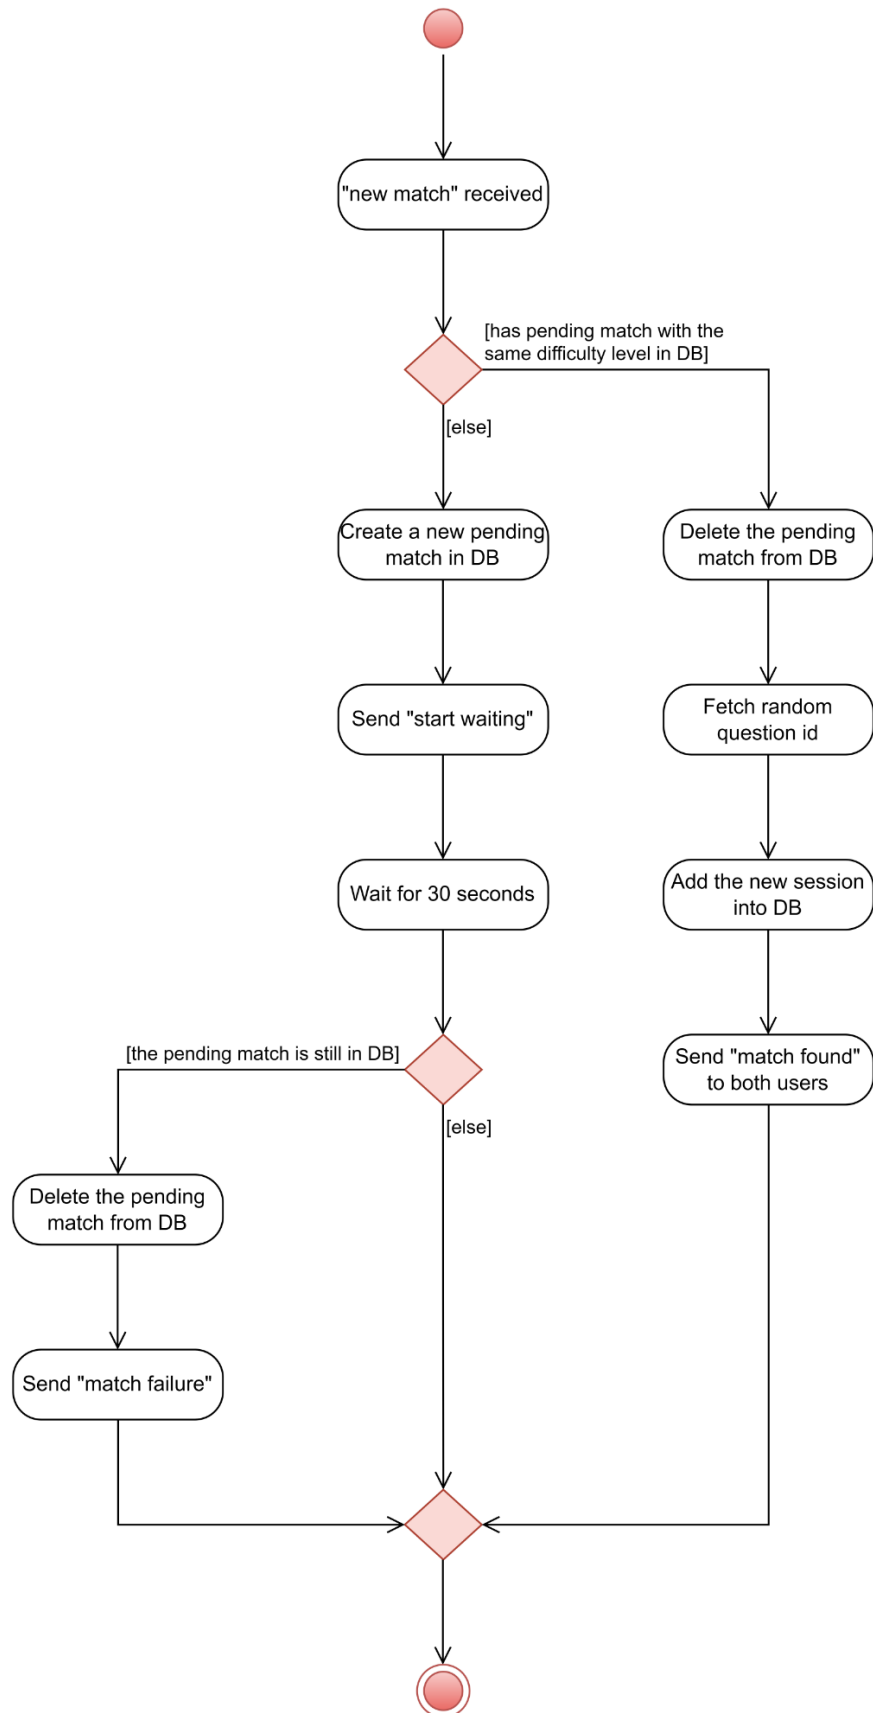 "new match" received
[has pending match with the
same difficulty level in DB]
[else]
Create a new pending
match in DB
Delete the pending
match from DB
Send "start waiting"
Fetch random
question id
Wait for 30 seconds
Add the new session
into DB
[the pending match is still in DB]
[else]
Send "match found"
to both users
Delete the pending
match from DB
Send "match failure"